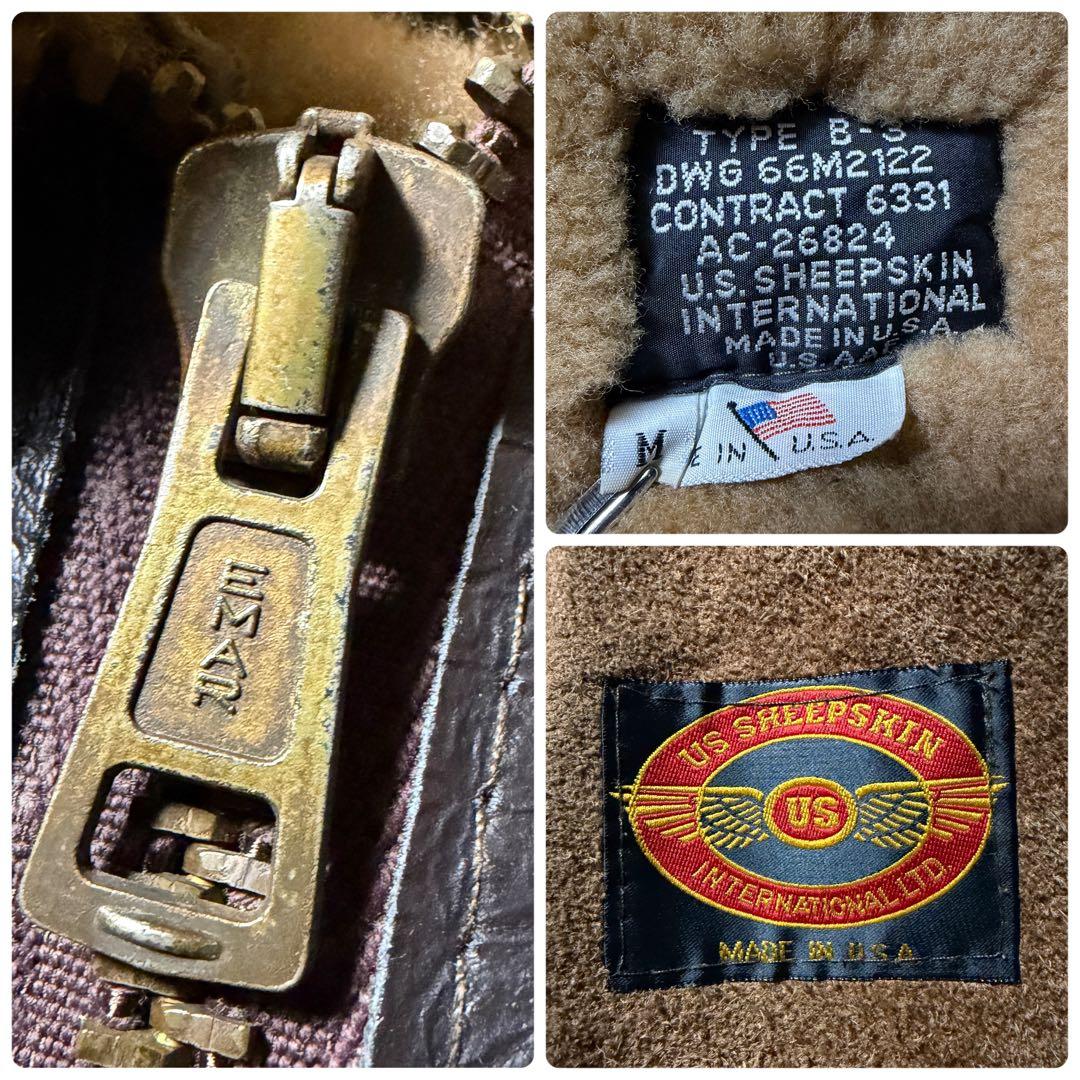 EMAR
TYPE B-3
DWG 66M2122
CONTRACT 6331
AC-26824
U.S. SHEEPSKIN
INTERNATIONAL
MADE IN U.S.A.
M
E IN U.S.A.
US SHEEPSKIN
US
INTERNATIONAL LTD
MADE IN U.S.A